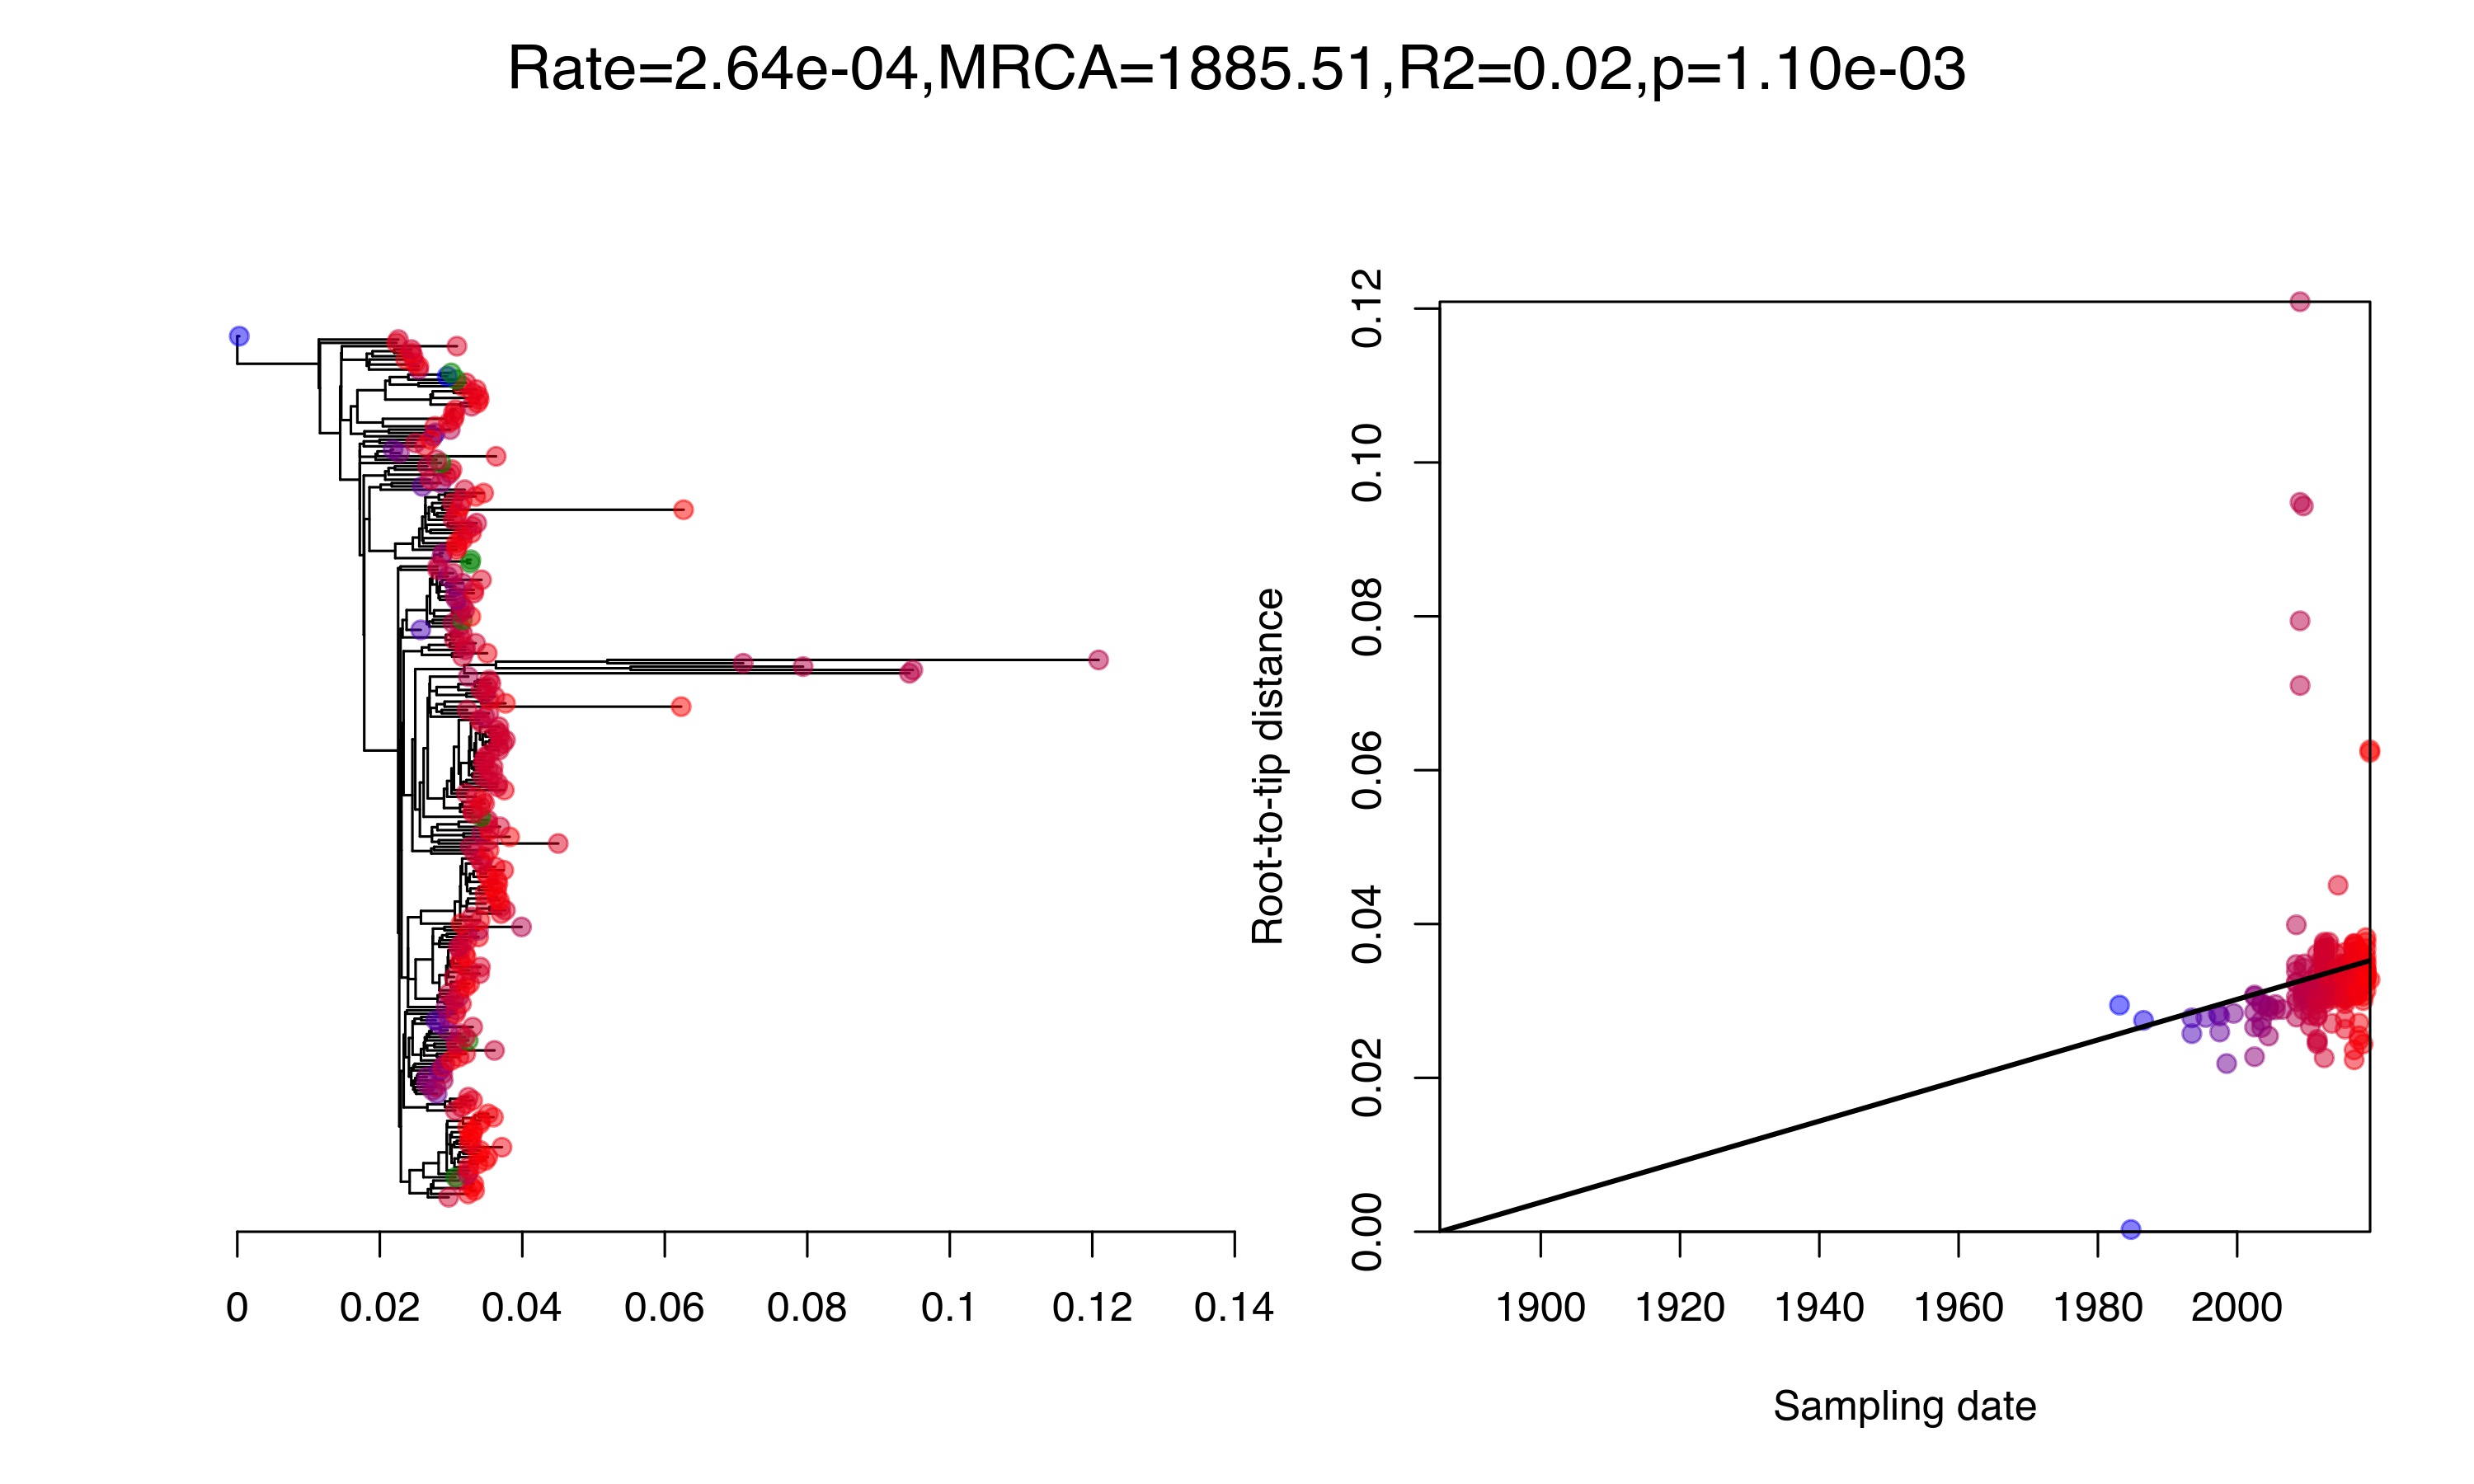 Rate=2.64e-04,MRCA=1885.51,R2=0.02,p=1.10e-03
0 0.02 0.04 0.06 0.08 0.1 0.12 0.14
Root-to-tip distance
0.00 0.02 0.04 0.06 0.08 0.10 0.12
1900 1920 1940 1960 1980 2000
Sampling date